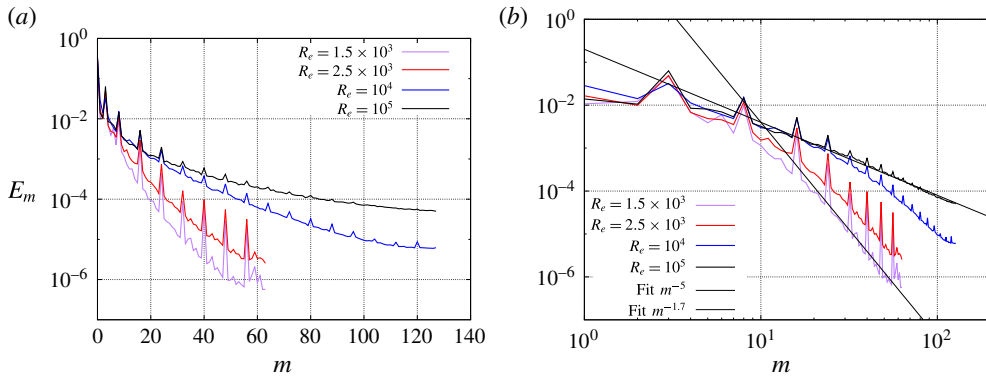 (a)
10^0
10^{-2}
E_m 10^{-4}
10^{-6}
R_e = 1.5 × 10^3
R_e = 2.5 × 10^3
R_e = 10^4
R_e = 10^5
0 20 40 60 80 100 120 140
m
(b)
10^0
10^{-2}
10^{-4}
10^{-6}
R_e = 1.5 × 10^3
R_e = 2.5 × 10^3
R_e = 10^4
R_e = 10^5
Fit m^{-5}
Fit m^{-1.7}
10^0 10^1 10^2
m